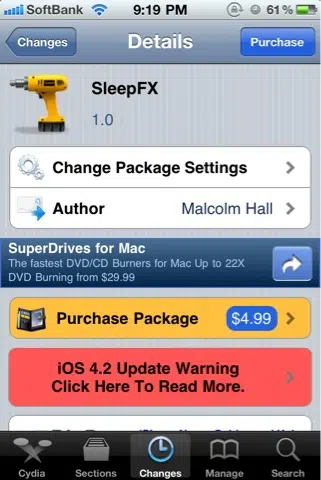 SoftBank 9:19 PM 61%
Changes Details Purchase
SleepFX
1.0
Change Package Settings
Author Malcolm Hall
SuperDrives for Mac
The fastest DVD/CD Burners for Mac Up to 22X
DVD Burning from $29.99
Purchase Package $4.99
iOS 4.2 Update Warning
Click Here To Read More.
Cydia Sections Changes Manage Search